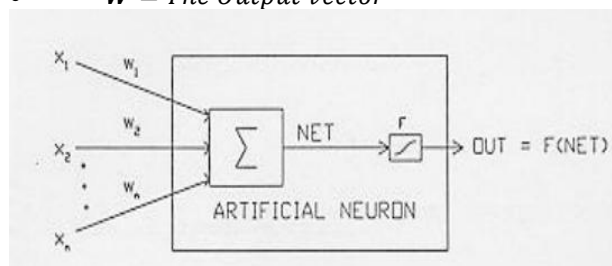 W = The Output vector
X₁
W₁
W₂
NET
F
X₂
Σ
OUT = F(NET)
Wₙ
ARTIFICIAL NEURON
Xₙ